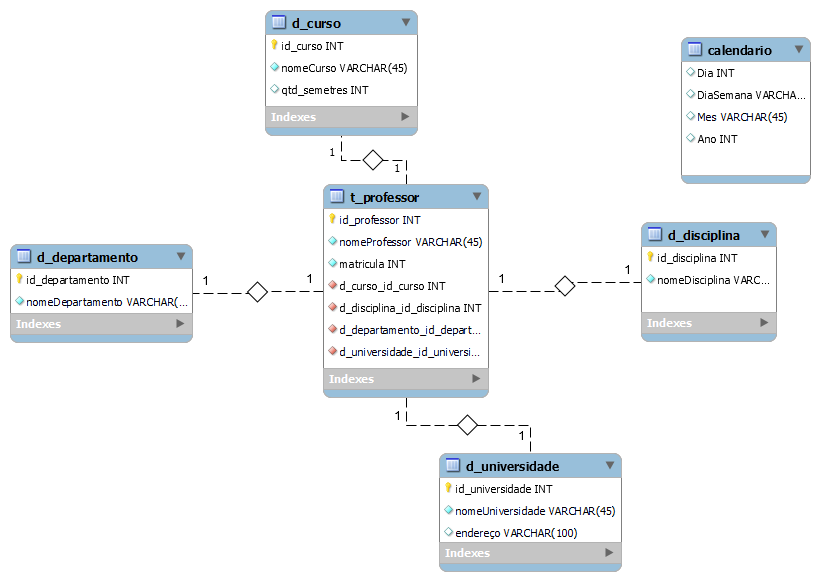 d_curso
id_curso INT
nomeCurso VARCHAR(45)
qtd_semetres INT
Indexes
calendario
Dia INT
DiaSemana VARCHA...
Mes VARCHAR(45)
Ano INT
1
1
t_professor
id_professor INT
nomeProfessor VARCHAR(45)
matricula INT
d_curso_id_curso INT
d_disciplina_id_disciplina INT
d_departamento_id_depart...
d_universidade_id_universi...
Indexes
d_departamento
id_departamento INT
nomeDepartamento VARCHAR(...
Indexes
1
1
1
1
d_disciplina
id_disciplina INT
nomeDisciplina VARC...
Indexes
1
1
d_universidade
id_universidade INT
nomeUniversidade VARCHAR(45)
endereço VARCHAR(100)
Indexes